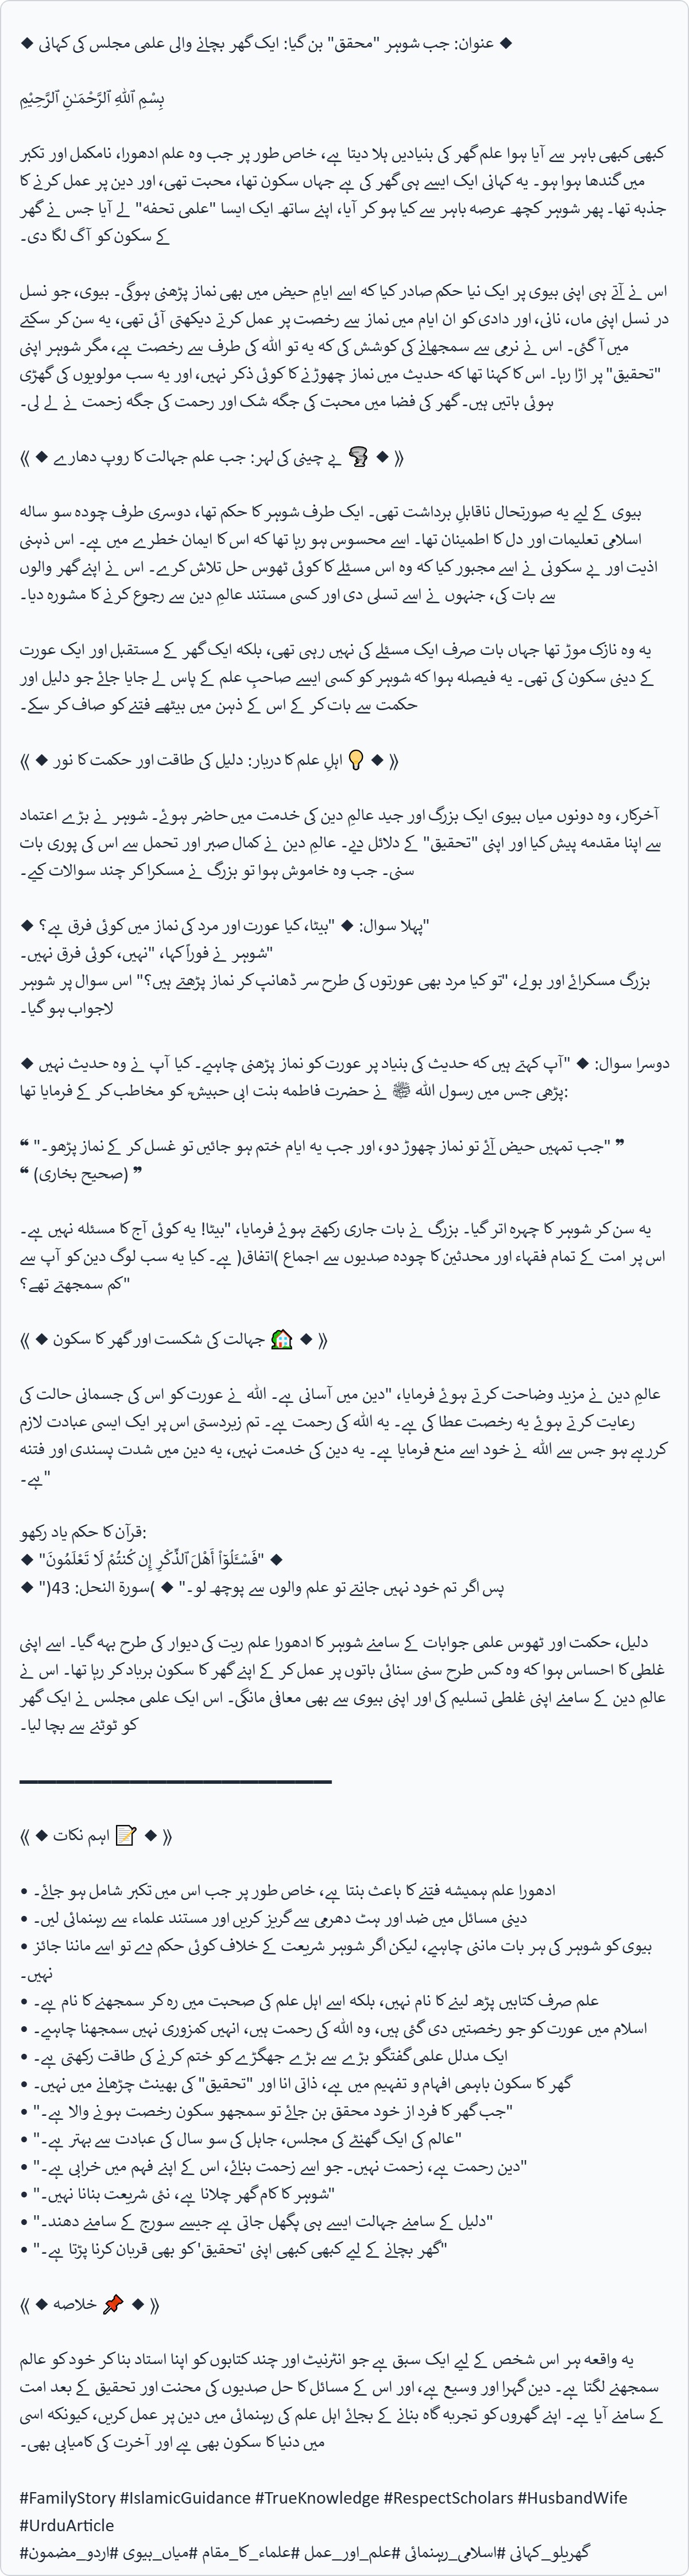 ◆ عنوان: جب شوہر "محقق" بن گیا: ایک گھر بچانے والی علمی مجلس کی کہانی ◆
بِسْمِ ٱللَّٰهِ ٱلرَّحْمَـٰنِ ٱلرَّحِيْمِ
کبھی کبھی باہر سے آیا ہوا علم گھر کی بنیادیں ہلا دیتا ہے، خاص طور پر جب وہ علم ادھورا، نامکمل اور تکبر
میں گندھا ہوا ہو۔ یہ کہانی ایک ایسے ہی گھر کی ہے جہاں سکون تھا، محبت تھی، اور دین پر عمل کرنے کا
جذبہ تھا۔ پھر شوہر کچھ عرصہ باہر سے کیا ہو کر آیا، اپنے ساتھ ایک ایسا "علمی تحفہ" لے آیا جس نے گھر
کے سکون کو آگ لگا دی۔
اس نے آتے ہی اپنی بیوی پر ایک نیا حکم صادر کیا کہ اسے ایامِ حیض میں بھی نماز پڑھنی ہوگی۔ بیوی، جو نسل
در نسل اپنی ماں، نانی، اور دادی کو ان ایام میں نماز سے رخصت پر عمل کرتے دیکھتی آئی تھی، یہ سن کر سکتے
میں آ گئی۔ اس نے نرمی سے سمجھانے کی کوشش کی کہ یہ تو اللہ کی طرف سے رخصت ہے، مگر شوہر اپنی
"تحقیق" پر اڑا رہا۔ اس کا کہنا تھا کہ حدیث میں نماز چھوڑنے کا کوئی ذکر نہیں، اور یہ سب مولویوں کی گھڑی
ہوئی باتیں ہیں۔ گھر کی فضا میں محبت کی جگہ شک اور رحمت کی جگہ زحمت نے لے لی۔
⟪ ◆ 🌪️ بے چینی کی لہر: جب علم جہالت کا روپ دھارے ◆ ⟫
بیوی کے لیے یہ صورتحال ناقابلِ برداشت تھی۔ ایک طرف شوہر کا حکم تھا، دوسری طرف چودہ سو سالہ
اسلامی تعلیمات اور دل کا اطمینان تھا۔ اسے محسوس ہو رہا تھا کہ اس کا ایمان خطرے میں ہے۔ اس ذہنی
اذیت اور بے سکونی نے اسے مجبور کیا کہ وہ اس مسئلے کا کوئی ٹھوس حل تلاش کرے۔ اس نے اپنے گھر والوں
سے بات کی، جنہوں نے اسے تسلی دی اور کسی مستند عالمِ دین سے رجوع کرنے کا مشورہ دیا۔
یہ وہ نازک موڑ تھا جہاں بات صرف ایک مسئلے کی نہیں رہی تھی، بلکہ ایک گھر کے مستقبل اور ایک عورت
کے دینی سکون کی تھی۔ یہ فیصلہ ہوا کہ شوہر کو کسی ایسے صاحبِ علم کے پاس لے جایا جائے جو دلیل اور
حکمت سے بات کر کے اس کے ذہن میں بیٹھے فتنے کو صاف کر سکے۔
⟪ ◆ 💡 اہلِ علم کا دربار: دلیل کی طاقت اور حکمت کا نور ◆ ⟫
آخرکار، وہ دونوں میاں بیوی ایک بزرگ اور جید عالمِ دین کی خدمت میں حاضر ہوئے۔ شوہر نے بڑے اعتماد
سے اپنا مقدمہ پیش کیا اور اپنی "تحقیق" کے دلائل دیے۔ عالمِ دین نے کمال صبر اور تحمل سے اس کی پوری بات
سنی۔ جب وہ خاموش ہوا تو بزرگ نے مسکرا کر چند سوالات کیے۔
◆ پہلا سوال: ◆ "بیٹا، کیا عورت اور مرد کی نماز میں کوئی فرق ہے؟"
شوہر نے فوراً کہا، "نہیں، کوئی فرق نہیں۔"
بزرگ مسکرائے اور بولے، "تو کیا مرد بھی عورتوں کی طرح سر ڈھانپ کر نماز پڑھتے ہیں؟" اس سوال پر شوہر
لاجواب ہو گیا۔
◆ دوسرا سوال: ◆ "آپ کہتے ہیں کہ حدیث کی بنیاد پر عورت کو نماز پڑھنی چاہیے۔ کیا آپ نے وہ حدیث نہیں
پڑھی جس میں رسول اللہ ﷺ نے حضرت فاطمہ بنت ابی حبیشؓ کو مخاطب کر کے فرمایا تھا:
❝ "جب تمہیں حیض آئے تو نماز چھوڑ دو، اور جب یہ ایام ختم ہو جائیں تو غسل کر کے نماز پڑھو۔" ❞
❝ (صحیح بخاری) ❞
یہ سن کر شوہر کا چہرہ اتر گیا۔ بزرگ نے بات جاری رکھتے ہوئے فرمایا، "بیٹا! یہ کوئی آج کا مسئلہ نہیں ہے۔
اس پر امت کے تمام فقہاء اور محدثین کا چودہ صدیوں سے اجماع (اتفاق) ہے۔ کیا یہ سب لوگ دین کو آپ سے
کم سمجھتے تھے؟"
⟪ ◆ 🏡 جہالت کی شکست اور گھر کا سکون ◆ ⟫
عالمِ دین نے مزید وضاحت کرتے ہوئے فرمایا، "دین میں آسانی ہے۔ اللہ نے عورت کو اس کی جسمانی حالت کی
رعایت کرتے ہوئے یہ رخصت عطا کی ہے۔ یہ اللہ کی رحمت ہے۔ تم زبردستی اس پر ایک ایسی عبادت لازم
کررہے ہو جس سے اللہ نے خود اسے منع فرمایا ہے۔ یہ دین کی خدمت نہیں، یہ دین میں شدت پسندی اور فتنہ
ہے۔"
قرآن کا حکم یاد رکھو:
◆ "فَسْـَٔلُوٓا۟ أَهْلَ ٱلذِّكْرِ إِن كُنتُمْ لَا تَعْلَمُونَ" ◆
◆ "پس اگر تم خود نہیں جانتے تو علم والوں سے پوچھ لو۔" ◆ (سورۃ النحل: 43)
دلیل، حکمت اور ٹھوس علمی جوابات کے سامنے شوہر کا ادھورا علم ریت کی دیوار کی طرح بہہ گیا۔ اسے اپنی
غلطی کا احساس ہوا کہ وہ کس طرح سنی سنائی باتوں پر عمل کر کے اپنے گھر کا سکون برباد کر رہا تھا۔ اس نے
عالمِ دین کے سامنے اپنی غلطی تسلیم کی اور اپنی بیوی سے بھی معافی مانگی۔ اس ایک علمی مجلس نے ایک گھر
کو ٹوٹنے سے بچا لیا۔
⟪ ◆ 📝 اہم نکات ◆ ⟫
• ادھورا علم ہمیشہ فتنے کا باعث بنتا ہے، خاص طور پر جب اس میں تکبر شامل ہو جائے۔
• دینی مسائل میں ضد اور ہٹ دھرمی سے گریز کریں اور مستند علماء سے رہنمائی لیں۔
• بیوی کو شوہر کی ہر بات ماننی چاہیے، لیکن اگر شوہر شریعت کے خلاف کوئی حکم دے تو اسے ماننا جائز
نہیں۔
• علم صرف کتابیں پڑھ لینے کا نام نہیں، بلکہ اسے اہل علم کی صحبت میں رہ کر سمجھنے کا نام ہے۔
• اسلام میں عورت کو جو رخصتیں دی گئی ہیں، وہ اللہ کی رحمت ہیں، انہیں کمزوری نہیں سمجھنا چاہیے۔
• ایک مدلل علمی گفتگو بڑے سے بڑے جھگڑے کو ختم کرنے کی طاقت رکھتی ہے۔
• گھر کا سکون باہمی افہام و تفہیم میں ہے، ذاتی انا اور "تحقیق" کی بھینٹ چڑھانے میں نہیں۔
• "جب گھر کا فرد از خود محقق بن جائے تو سمجھو سکون رخصت ہونے والا ہے۔"
• "عالم کی ایک گھنٹے کی مجلس، جاہل کی سو سال کی عبادت سے بہتر ہے۔"
• "دین رحمت ہے، زحمت نہیں۔ جو اسے زحمت بنائے، اس کے اپنے فہم میں خرابی ہے۔"
• "شوہر کا کام گھر چلانا ہے، نئی شریعت بنانا نہیں۔"
• "دلیل کے سامنے جہالت ایسے ہی پگھل جاتی ہے جیسے سورج کے سامنے دھند۔"
• "گھر بچانے کے لیے کبھی کبھی اپنی 'تحقیق' کو بھی قربان کرنا پڑتا ہے۔"
⟪ ◆ 📌 خلاصہ ◆ ⟫
یہ واقعہ ہر اس شخص کے لیے ایک سبق ہے جو انٹرنیٹ اور چند کتابوں کو اپنا استاد بنا کر خود کو عالم
سمجھنے لگتا ہے۔ دین گہرا اور وسیع ہے، اور اس کے مسائل کا حل صدیوں کی محنت اور تحقیق کے بعد امت
کے سامنے آیا ہے۔ اپنے گھروں کو تجربہ گاہ بنانے کے بجائے اہل علم کی رہنمائی میں دین پر عمل کریں، کیونکہ اسی
میں دنیا کا سکون بھی ہے اور آخرت کی کامیابی بھی۔
#FamilyStory #IslamicGuidance #TrueKnowledge #RespectScholars #HusbandWife
#UrduArticle
#گھریلو_کہانی #اسلامی_رہنمائی #علم_اور_عمل #علماء_کا_مقام #میاں_بیوی #اردو_مضمون